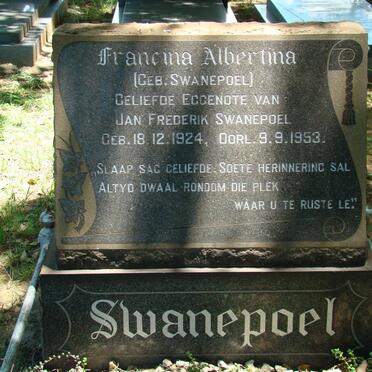 Francina Albertina
(GEB. SWANEPOEL)
GELIEFDE EGGENOTE VAN
JAN FREDERIK SWANEPOEL
GEB. 18.12.1924, OORL. 9.9.1953.
„SLAAP SAG GELIEFDE. SOETE HERINNERING SAL
ALTYD DWAAL RONDOM DIE PLEK
WAAR U TE RUSTE LÊ."
Swanepoel